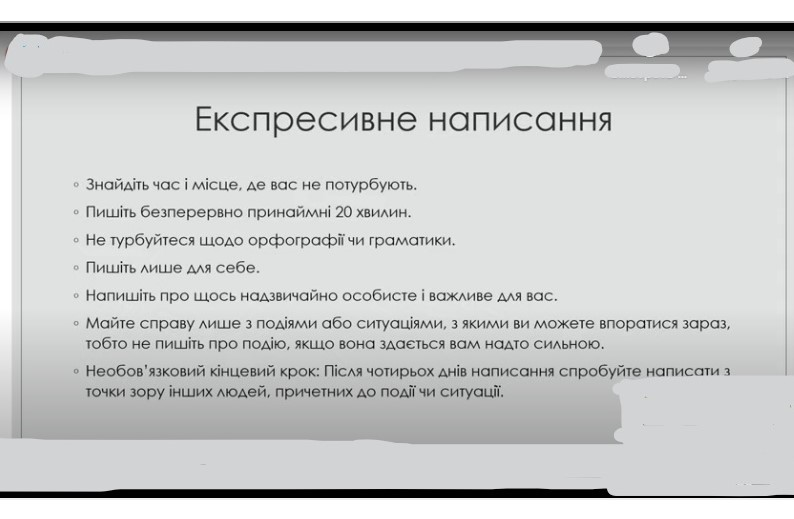 Експресивне написання
◦ Знайдіть час і місце, де вас не потурбують.
◦ Пишіть безперервно принаймні 20 хвилин.
◦ Не турбуйтеся щодо орфографії чи граматики.
◦ Пишіть лише для себе.
◦ Напишіть про щось надзвичайно особисте і важливе для вас.
◦ Майте справу лише з подіями або ситуаціями, з якими ви можете впоратися зараз,
тобто не пишіть про подію, якщо вона здається вам надто сильною.
◦ Необов’язковий кінцевий крок: Після чотирьох днів написання спробуйте написати з
точки зору інших людей, причетних до події чи ситуації.